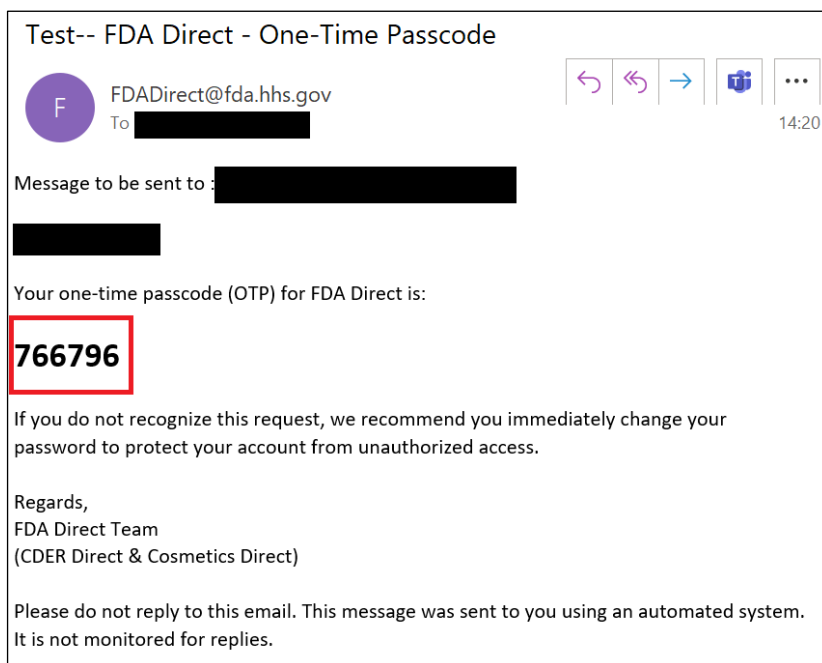 Test-- FDA Direct - One-Time Passcode
F
FDADirect@fda.hhs.gov
To
14:20
Message to be sent to :
Your one-time passcode (OTP) for FDA Direct is:
766796
If you do not recognize this request, we recommend you immediately change your
password to protect your account from unauthorized access.
Regards,
FDA Direct Team
(CDER Direct & Cosmetics Direct)
Please do not reply to this email. This message was sent to you using an automated system.
It is not monitored for replies.